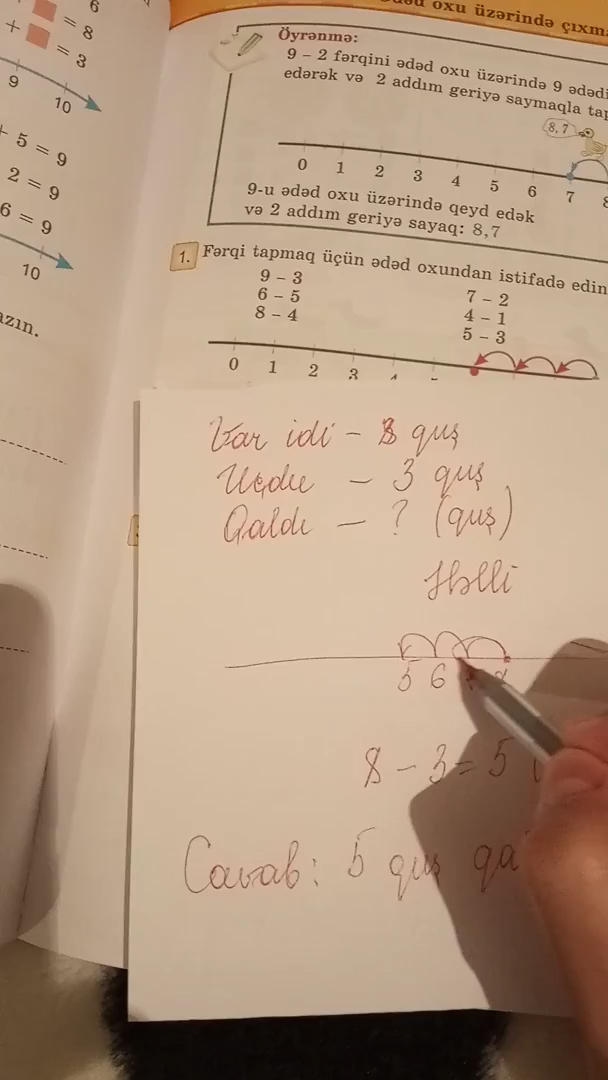 6
= 8
+ = 3
9 10
+ 5 = 9
2 = 9
6 = 9
10
oxu üzərində
Öyrənmə:
9 – 2 fərqini ədəd oxu üzərində 9
edərək və 2 addım geriyə saymaqla
8, 7
0 1 2 3 4 5 6 7 8
9-u ədəd oxu üzərində qeyd edək
və 2 addım geriyə sayaq: 8,7
1. Fərqi tapmaq üçün ədəd oxundan istifadə edin
9 – 3 7 – 2
6 – 5 4 – 1
8 – 4 5 – 3
0 1 2 3
Var idi – 8 quş
Uçdu – 3 quş
Qaldı – ? (quş)
Həlli
5 6
8 – 3 = 5
Cavab: 5 quş